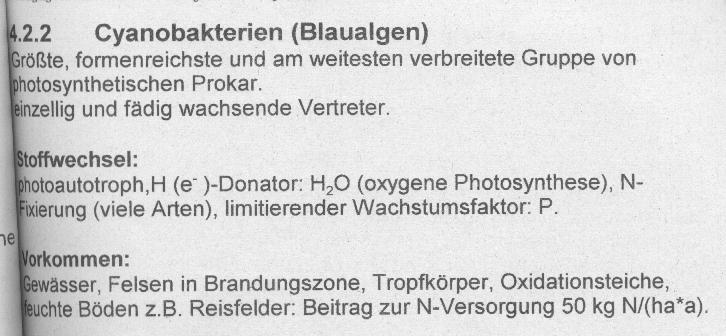 4.2.2 Cyanobakterien (Blaualgen)
Größte, formenreichste und am weitesten verbreitete Gruppe von
photosynthetischen Prokar.
einzellig und fädig wachsende Vertreter.
Stoffwechsel:
photoautotroph,H (e⁻ )-Donator: H₂O (oxygene Photosynthese), N-
Fixierung (viele Arten), limitierender Wachstumsfaktor: P.
Vorkommen:
Gewässer, Felsen in Brandungszone, Tropfkörper, Oxidationsteiche,
feuchte Böden z.B. Reisfelder: Beitrag zur N-Versorgung 50 kg N/(ha*a).